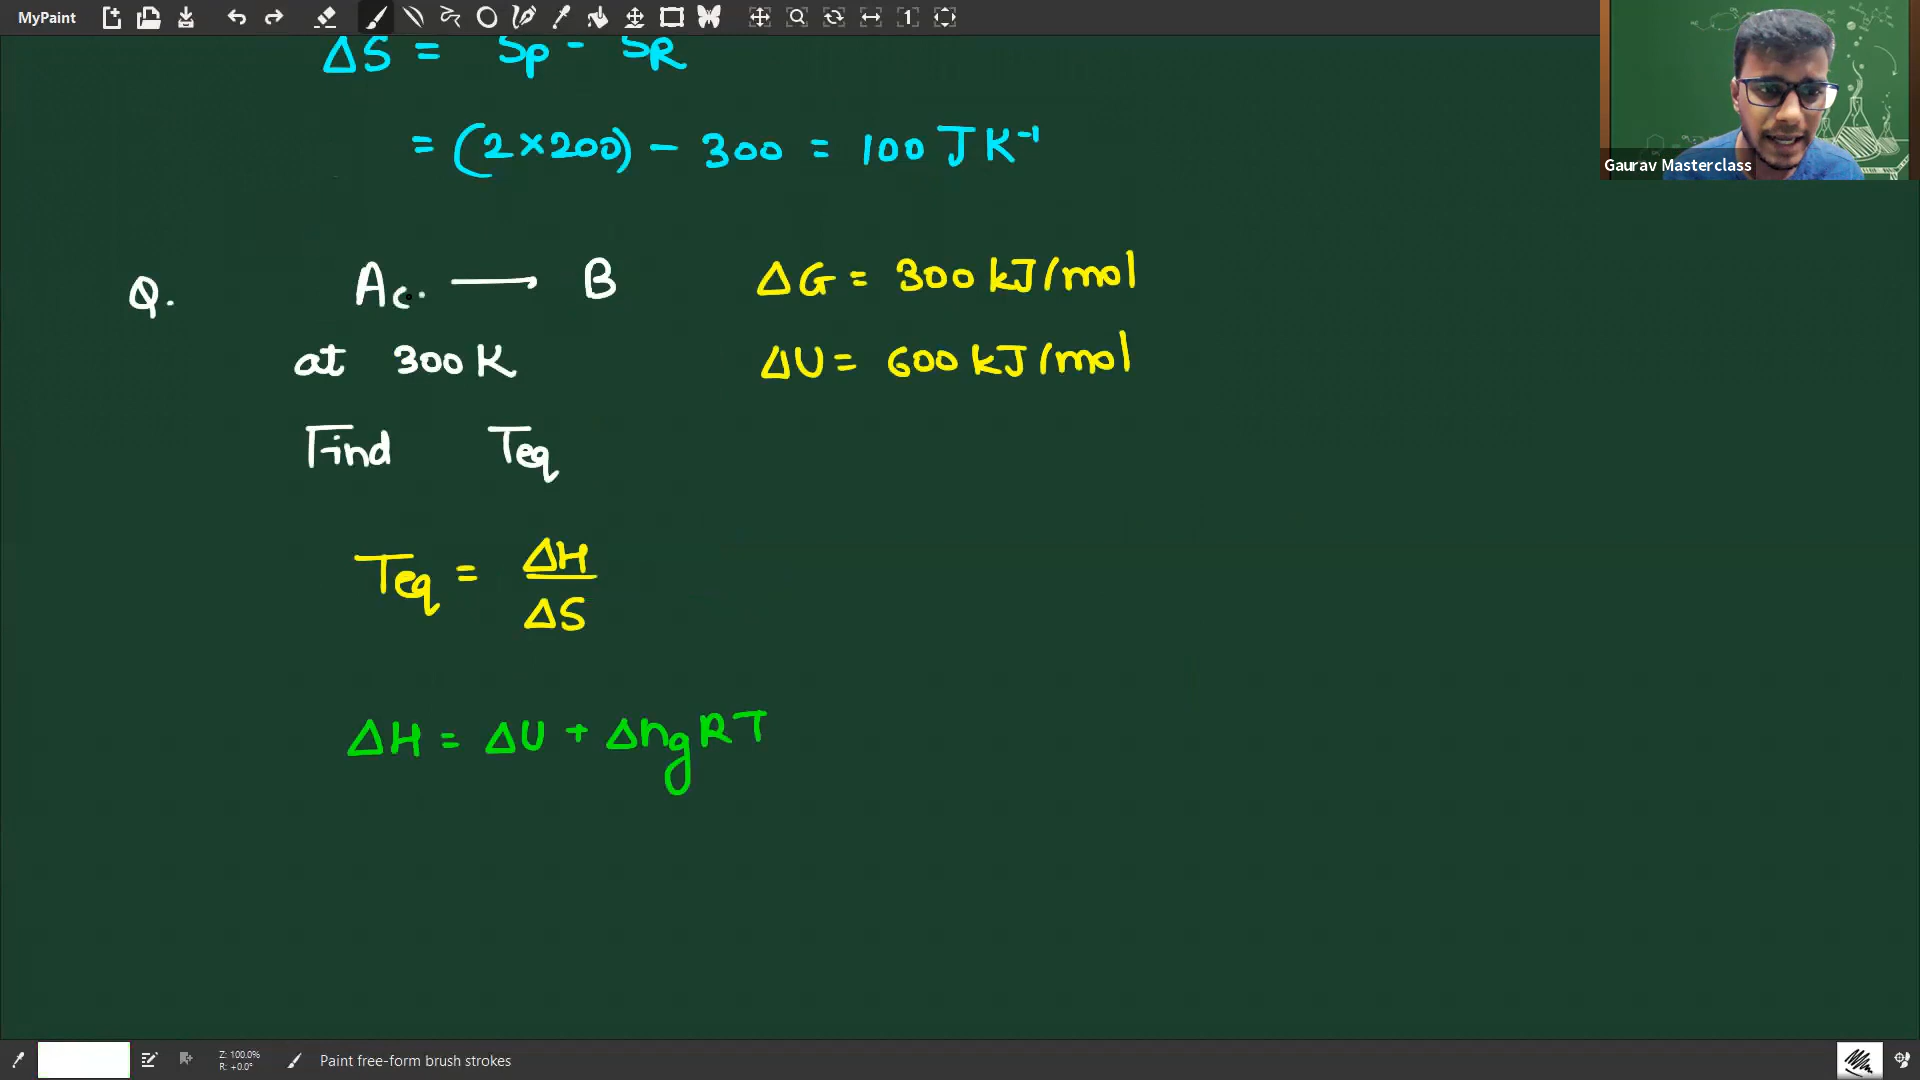 MyPaint
ΔS = Sp - SR
= (2×200) - 300 = 100 J K⁻¹
Gaurav Masterclass
Q. A → B ΔG = 300 kJ/mol
at 300 K ΔU = 600 kJ/mol
Find Teq
Teq = ΔH/ΔS
ΔH = ΔU + ΔngRT
Z: 100.0%
R: +0.0°
Paint free-form brush strokes